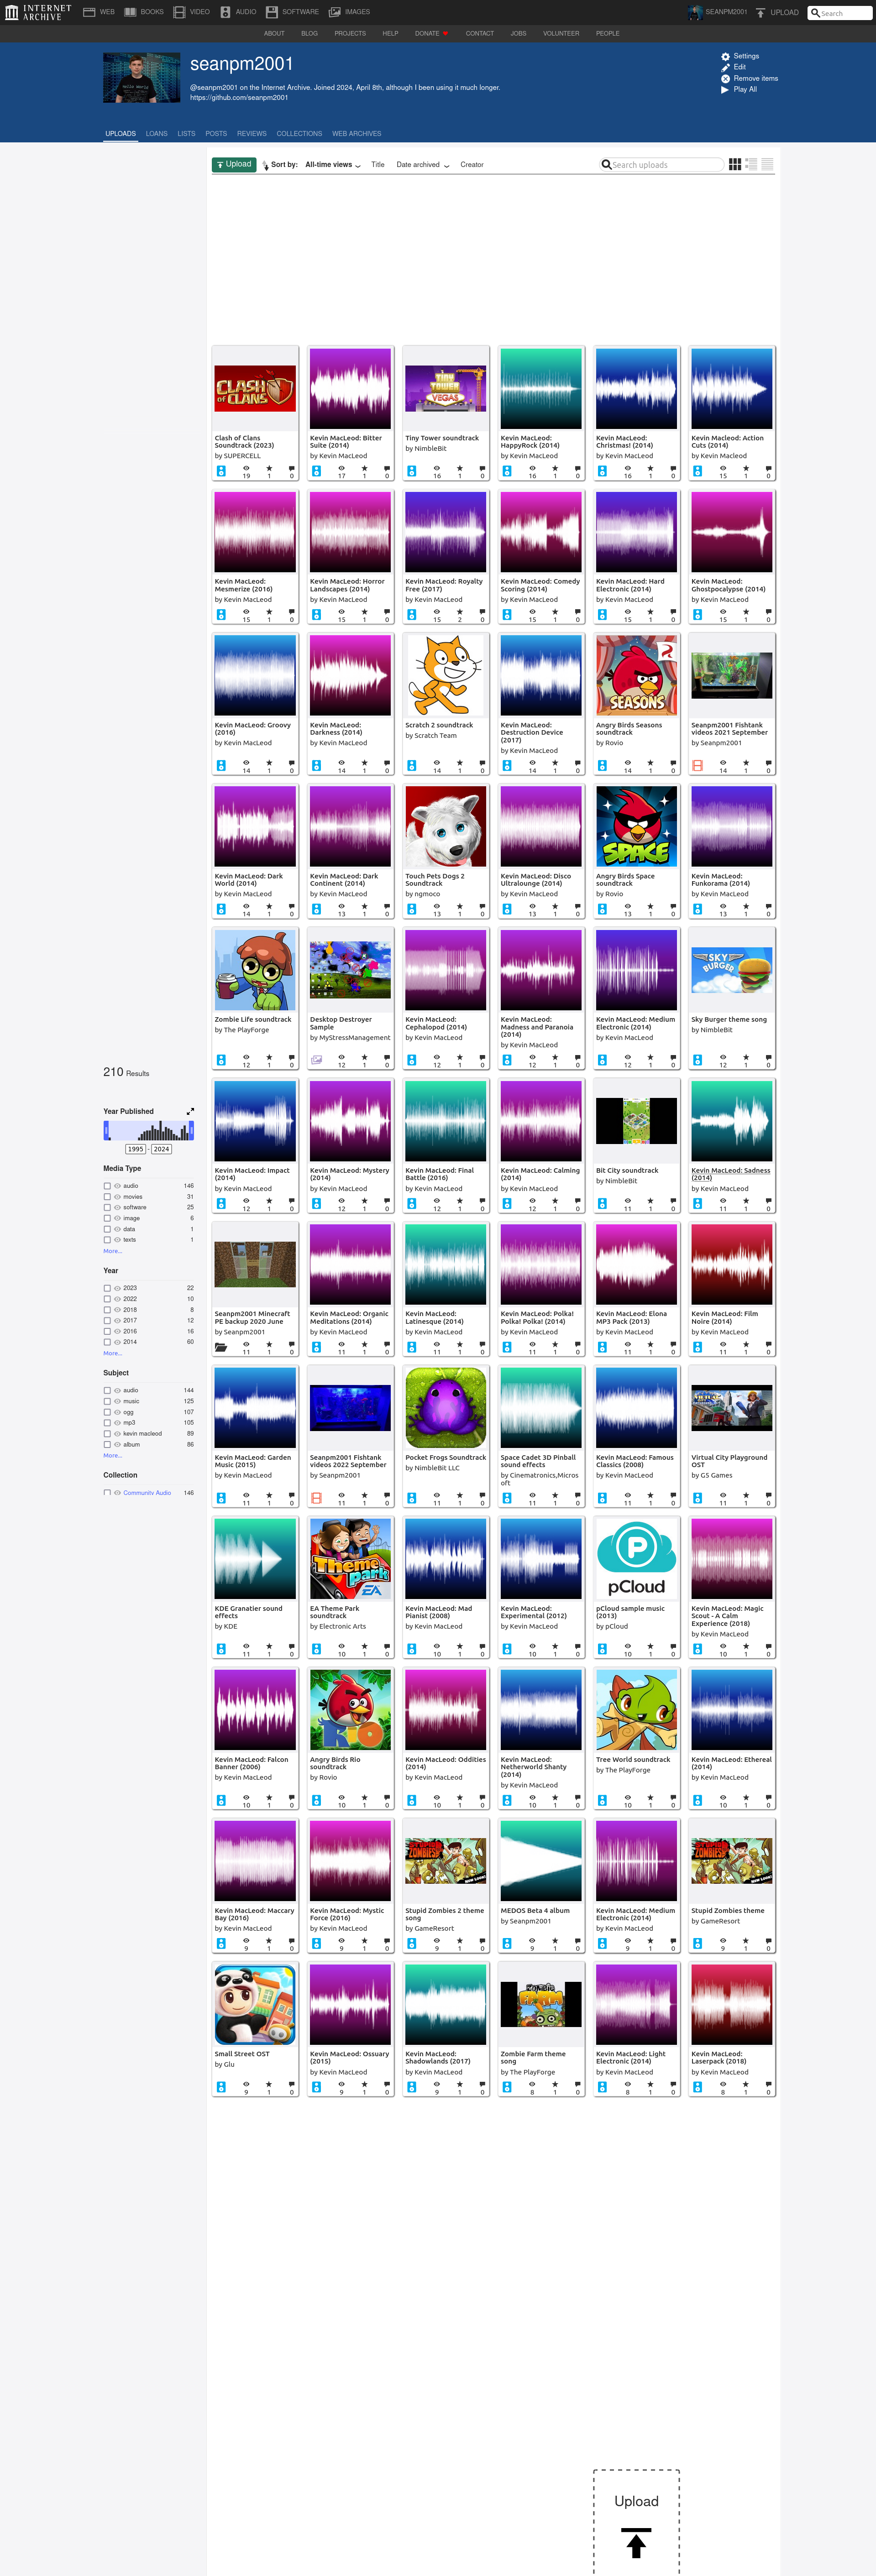 INTERNET ARCHIVE
WEB BOOKS VIDEO AUDIO SOFTWARE IMAGES
SEANPM2001 UPLOAD Search
ABOUT BLOG PROJECTS HELP DONATE CONTACT JOBS VOLUNTEER PEOPLE
seanpm2001
@seanpm2001 on the Internet Archive. Joined 2024, April 8th, although I been using it much longer.
https://github.com/seanpm2001
Settings
Edit
Remove items
Play All
UPLOADS LOANS LISTS POSTS REVIEWS COLLECTIONS WEB ARCHIVES
Upload Sort by: All-time views Title Date archived Creator Search uploads
210 Results
Year Published
1995 - 2024
Media Type
audio 146
movies 31
software 25
image 6
data 1
texts 1
More...
Year
2023 22
2022 10
2018 8
2017 12
2016 16
2014 60
More...
Subject
audio 144
music 125
ogg 107
mp3 105
kevin macleod 89
album 86
More...
Collection
Community Audio 146
CLASH OF CLANS
Clash of Clans
Soundtrack (2023)
by SUPERCELL
19 1 0
Kevin MacLeod: Bitter
Suite (2014)
by Kevin MacLeod
17 1 0
TINY TOWER VEGAS
Tiny Tower soundtrack
by NimbleBit
16 1 0
Kevin MacLeod:
HappyRock (2014)
by Kevin MacLeod
16 1 0
Kevin MacLeod:
Christmas! (2014)
by Kevin MacLeod
16 1 0
Kevin Macleod: Action
Cuts (2014)
by Kevin Macleod
15 1 0
Kevin MacLeod:
Mesmerize (2016)
by Kevin MacLeod
15 1 0
Kevin MacLeod: Horror
Landscapes (2014)
by Kevin MacLeod
15 1 0
Kevin MacLeod: Royalty
Free (2017)
by Kevin MacLeod
15 2 0
Kevin MacLeod: Comedy
Scoring (2014)
by Kevin MacLeod
15 1 0
Kevin MacLeod: Hard
Electronic (2014)
by Kevin MacLeod
15 1 0
Kevin MacLeod:
Ghostpocalypse (2014)
by Kevin MacLeod
15 1 0
Kevin MacLeod: Groovy
(2016)
by Kevin MacLeod
14 1 0
Kevin MacLeod:
Darkness (2014)
by Kevin MacLeod
14 1 0
Scratch 2 soundtrack
by Scratch Team
14 1 0
Kevin MacLeod:
Destruction Device
(2017)
by Kevin MacLeod
14 1 0
SEASONS
Angry Birds Seasons
soundtrack
by Rovio
14 1 0
Seanpm2001 Fishtank
videos 2021 September
by Seanpm2001
14 1 0
Kevin MacLeod: Dark
World (2014)
by Kevin MacLeod
14 1 0
Kevin MacLeod: Dark
Continent (2014)
by Kevin MacLeod
13 1 0
Touch Pets Dogs 2
Soundtrack
by ngmoco
13 1 0
Kevin MacLeod: Disco
Ultralounge (2014)
by Kevin MacLeod
13 1 0
SPACE
Angry Birds Space
soundtrack
by Rovio
13 1 0
Kevin MacLeod:
Funkorama (2014)
by Kevin MacLeod
13 1 0
Zombie Life soundtrack
by The PlayForge
12 1 0
Desktop Destroyer
Sample
by MyStressManagement
12 1 0
Kevin MacLeod:
Cephalopod (2014)
by Kevin MacLeod
12 1 0
Kevin MacLeod:
Madness and Paranoia
(2014)
by Kevin MacLeod
12 1 0
Kevin MacLeod: Medium
Electronic (2014)
by Kevin MacLeod
12 1 0
SKY BURGER
Sky Burger theme song
by NimbleBit
12 1 0
Kevin MacLeod: Impact
(2014)
by Kevin MacLeod
12 1 0
Kevin MacLeod: Mystery
(2014)
by Kevin MacLeod
12 1 0
Kevin MacLeod: Final
Battle (2016)
by Kevin MacLeod
12 1 0
Kevin MacLeod: Calming
(2014)
by Kevin MacLeod
12 1 0
Bit City soundtrack
by NimbleBit
11 1 0
Kevin MacLeod: Sadness
(2014)
by Kevin MacLeod
11 1 0
Seanpm2001 Minecraft
PE backup 2020 June
by Seanpm2001
11 1 0
Kevin MacLeod: Organic
Meditations (2014)
by Kevin MacLeod
11 1 0
Kevin MacLeod:
Latinesque (2014)
by Kevin MacLeod
11 1 0
Kevin MacLeod: Polka!
Polka! Polka! (2014)
by Kevin MacLeod
11 1 0
Kevin MacLeod: Elona
MP3 Pack (2013)
by Kevin MacLeod
11 1 0
Kevin MacLeod: Film
Noire (2014)
by Kevin MacLeod
11 1 0
Kevin MacLeod: Garden
Music (2015)
by Kevin MacLeod
11 1 0
Seanpm2001 Fishtank
videos 2022 September
by Seanpm2001
11 1 0
Pocket Frogs Soundtrack
by NimbleBit LLC
11 1 0
Space Cadet 3D Pinball
sound effects
by Cinematronics,Micros
oft
11 1 0
Kevin MacLeod: Famous
Classics (2008)
by Kevin MacLeod
11 1 0
Virtual City Playground
OST
by G5 Games
11 1 0
KDE Granatier sound
effects
by KDE
11 1 0
Theme Park
EA
EA Theme Park
soundtrack
by Electronic Arts
10 1 0
Kevin MacLeod: Mad
Pianist (2008)
by Kevin MacLeod
10 1 0
Kevin MacLeod:
Experimental (2012)
by Kevin MacLeod
10 1 0
pCloud
pCloud sample music
(2013)
by pCloud
10 1 0
Kevin MacLeod: Magic
Scout - A Calm
Experience (2018)
by Kevin MacLeod
10 1 0
Kevin MacLeod: Falcon
Banner (2006)
by Kevin MacLeod
10 1 0
RIO
Angry Birds Rio
soundtrack
by Rovio
10 1 0
Kevin MacLeod: Oddities
(2014)
by Kevin MacLeod
10 1 0
Kevin MacLeod:
Netherworld Shanty
(2014)
by Kevin MacLeod
10 1 0
Tree World soundtrack
by The PlayForge
10 1 0
Kevin MacLeod: Ethereal
(2014)
by Kevin MacLeod
10 1 0
Kevin MacLeod: Maccary
Bay (2016)
by Kevin MacLeod
9 1 0
Kevin MacLeod: Mystic
Force (2016)
by Kevin MacLeod
9 1 0
STUPID ZOMBIES
Stupid Zombies 2 theme
song
by GameResort
9 1 0
MEDOS Beta 4 album
by Seanpm2001
9 1 0
Kevin MacLeod: Medium
Electronic (2014)
by Kevin MacLeod
9 1 0
STUPID ZOMBIES
Stupid Zombies theme
by GameResort
9 1 0
Small Street OST
by Glu
9 1 0
Kevin MacLeod: Ossuary
(2015)
by Kevin MacLeod
9 1 0
Kevin MacLeod:
Shadowlands (2017)
by Kevin MacLeod
9 1 0
ZOMBIE FARM
Zombie Farm theme
song
by The PlayForge
8 1 0
Kevin MacLeod: Light
Electronic (2014)
by Kevin MacLeod
8 1 0
Kevin MacLeod:
Laserpack (2018)
by Kevin MacLeod
8 1 0
Upload